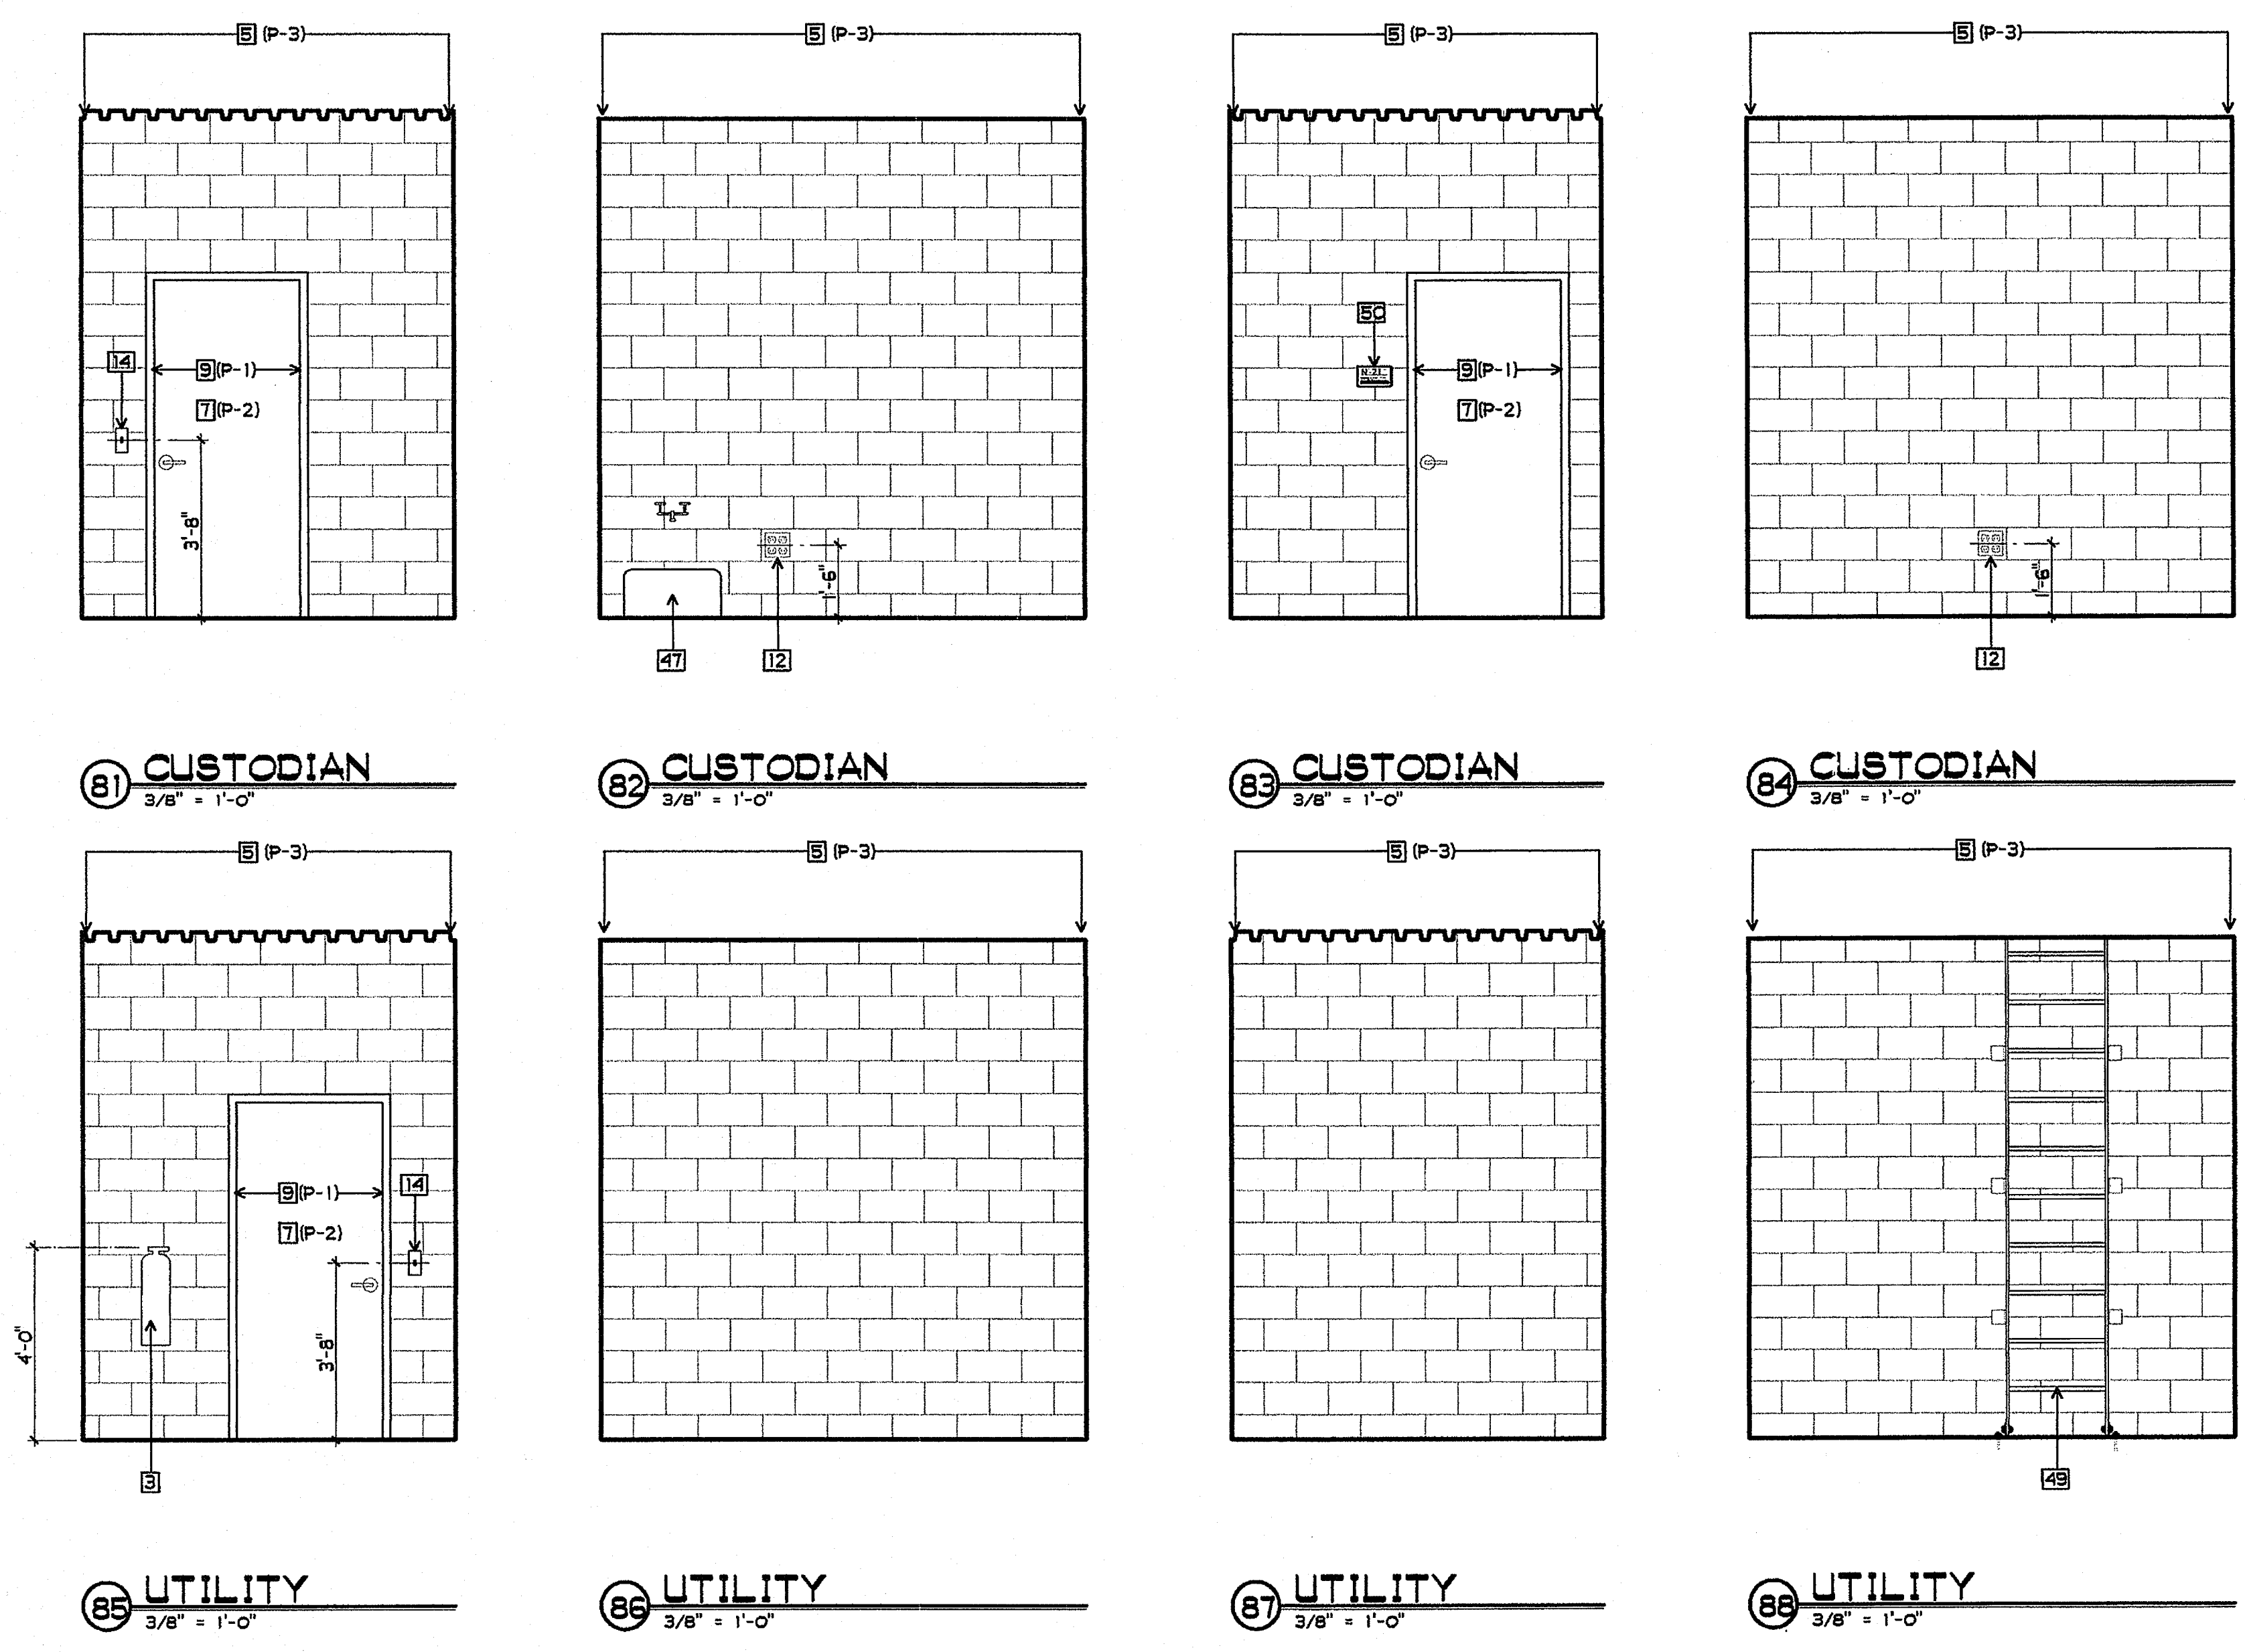 5 (P-3)
5 (P-3)
5 (P-3)
5 (P-3)
14
9 (P-1)
7 (P-2)
3'-8"
1'-6"
47
12
50
9 (P-1)
7 (P-2)
1'-6"
12
81 CUSTODIAN
3/8" = 1'-0"
82 CUSTODIAN
3/8" = 1'-0"
83 CUSTODIAN
3/8" = 1'-0"
84 CUSTODIAN
3/8" = 1'-0"
5 (P-3)
5 (P-3)
5 (P-3)
5 (P-3)
9 (P-1)
7 (P-2)
14
4'-0"
3'-8"
3
49
85 UTILITY
3/8" = 1'-0"
86 UTILITY
3/8" = 1'-0"
87 UTILITY
3/8" = 1'-0"
88 UTILITY
3/8" = 1'-0"